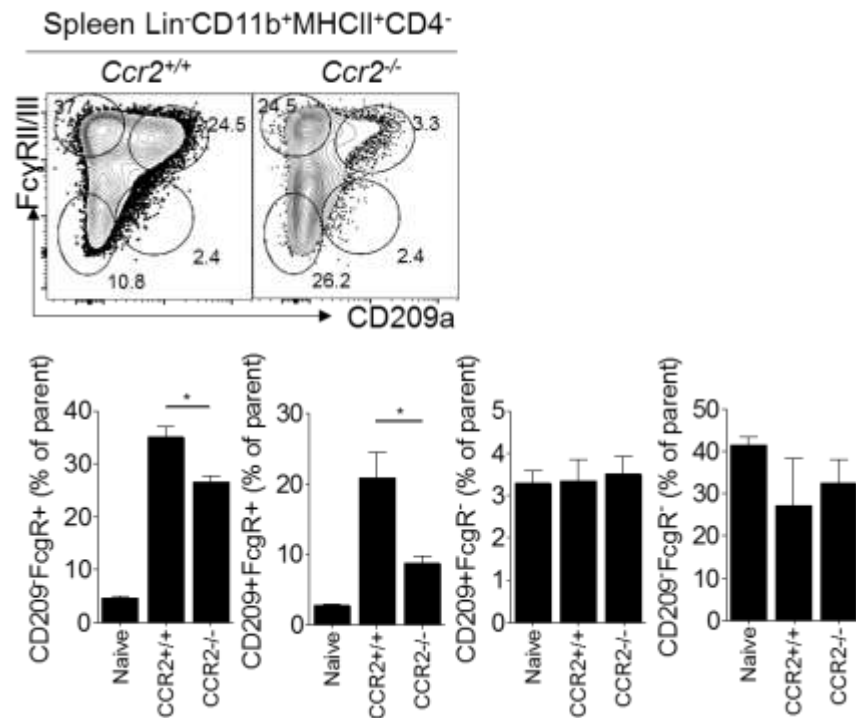 Spleen Lin⁻CD11b⁺MHCII⁺CD4⁻
Ccr2⁺/⁺ Ccr2⁻/⁻
FcγRII/III
37.4
24.5
2.4
10.8
24.5
3.3
2.4
26.2
CD209a
CD209⁻FcgR+ (% of parent)
40
30
20
10
0
*
Naive
CCR2+/+
CCR2-/-
CD209+FcgR+ (% of parent)
30
20
10
0
*
Naive
CCR2+/+
CCR2-/-
CD209+FcgR⁻ (% of parent)
5
4
3
2
1
0
Naive
CCR2+/+
CCR2-/-
CD209⁻FcgR⁻ (% of parent)
50
40
30
20
10
0
Naive
CCR2+/+
CCR2-/-